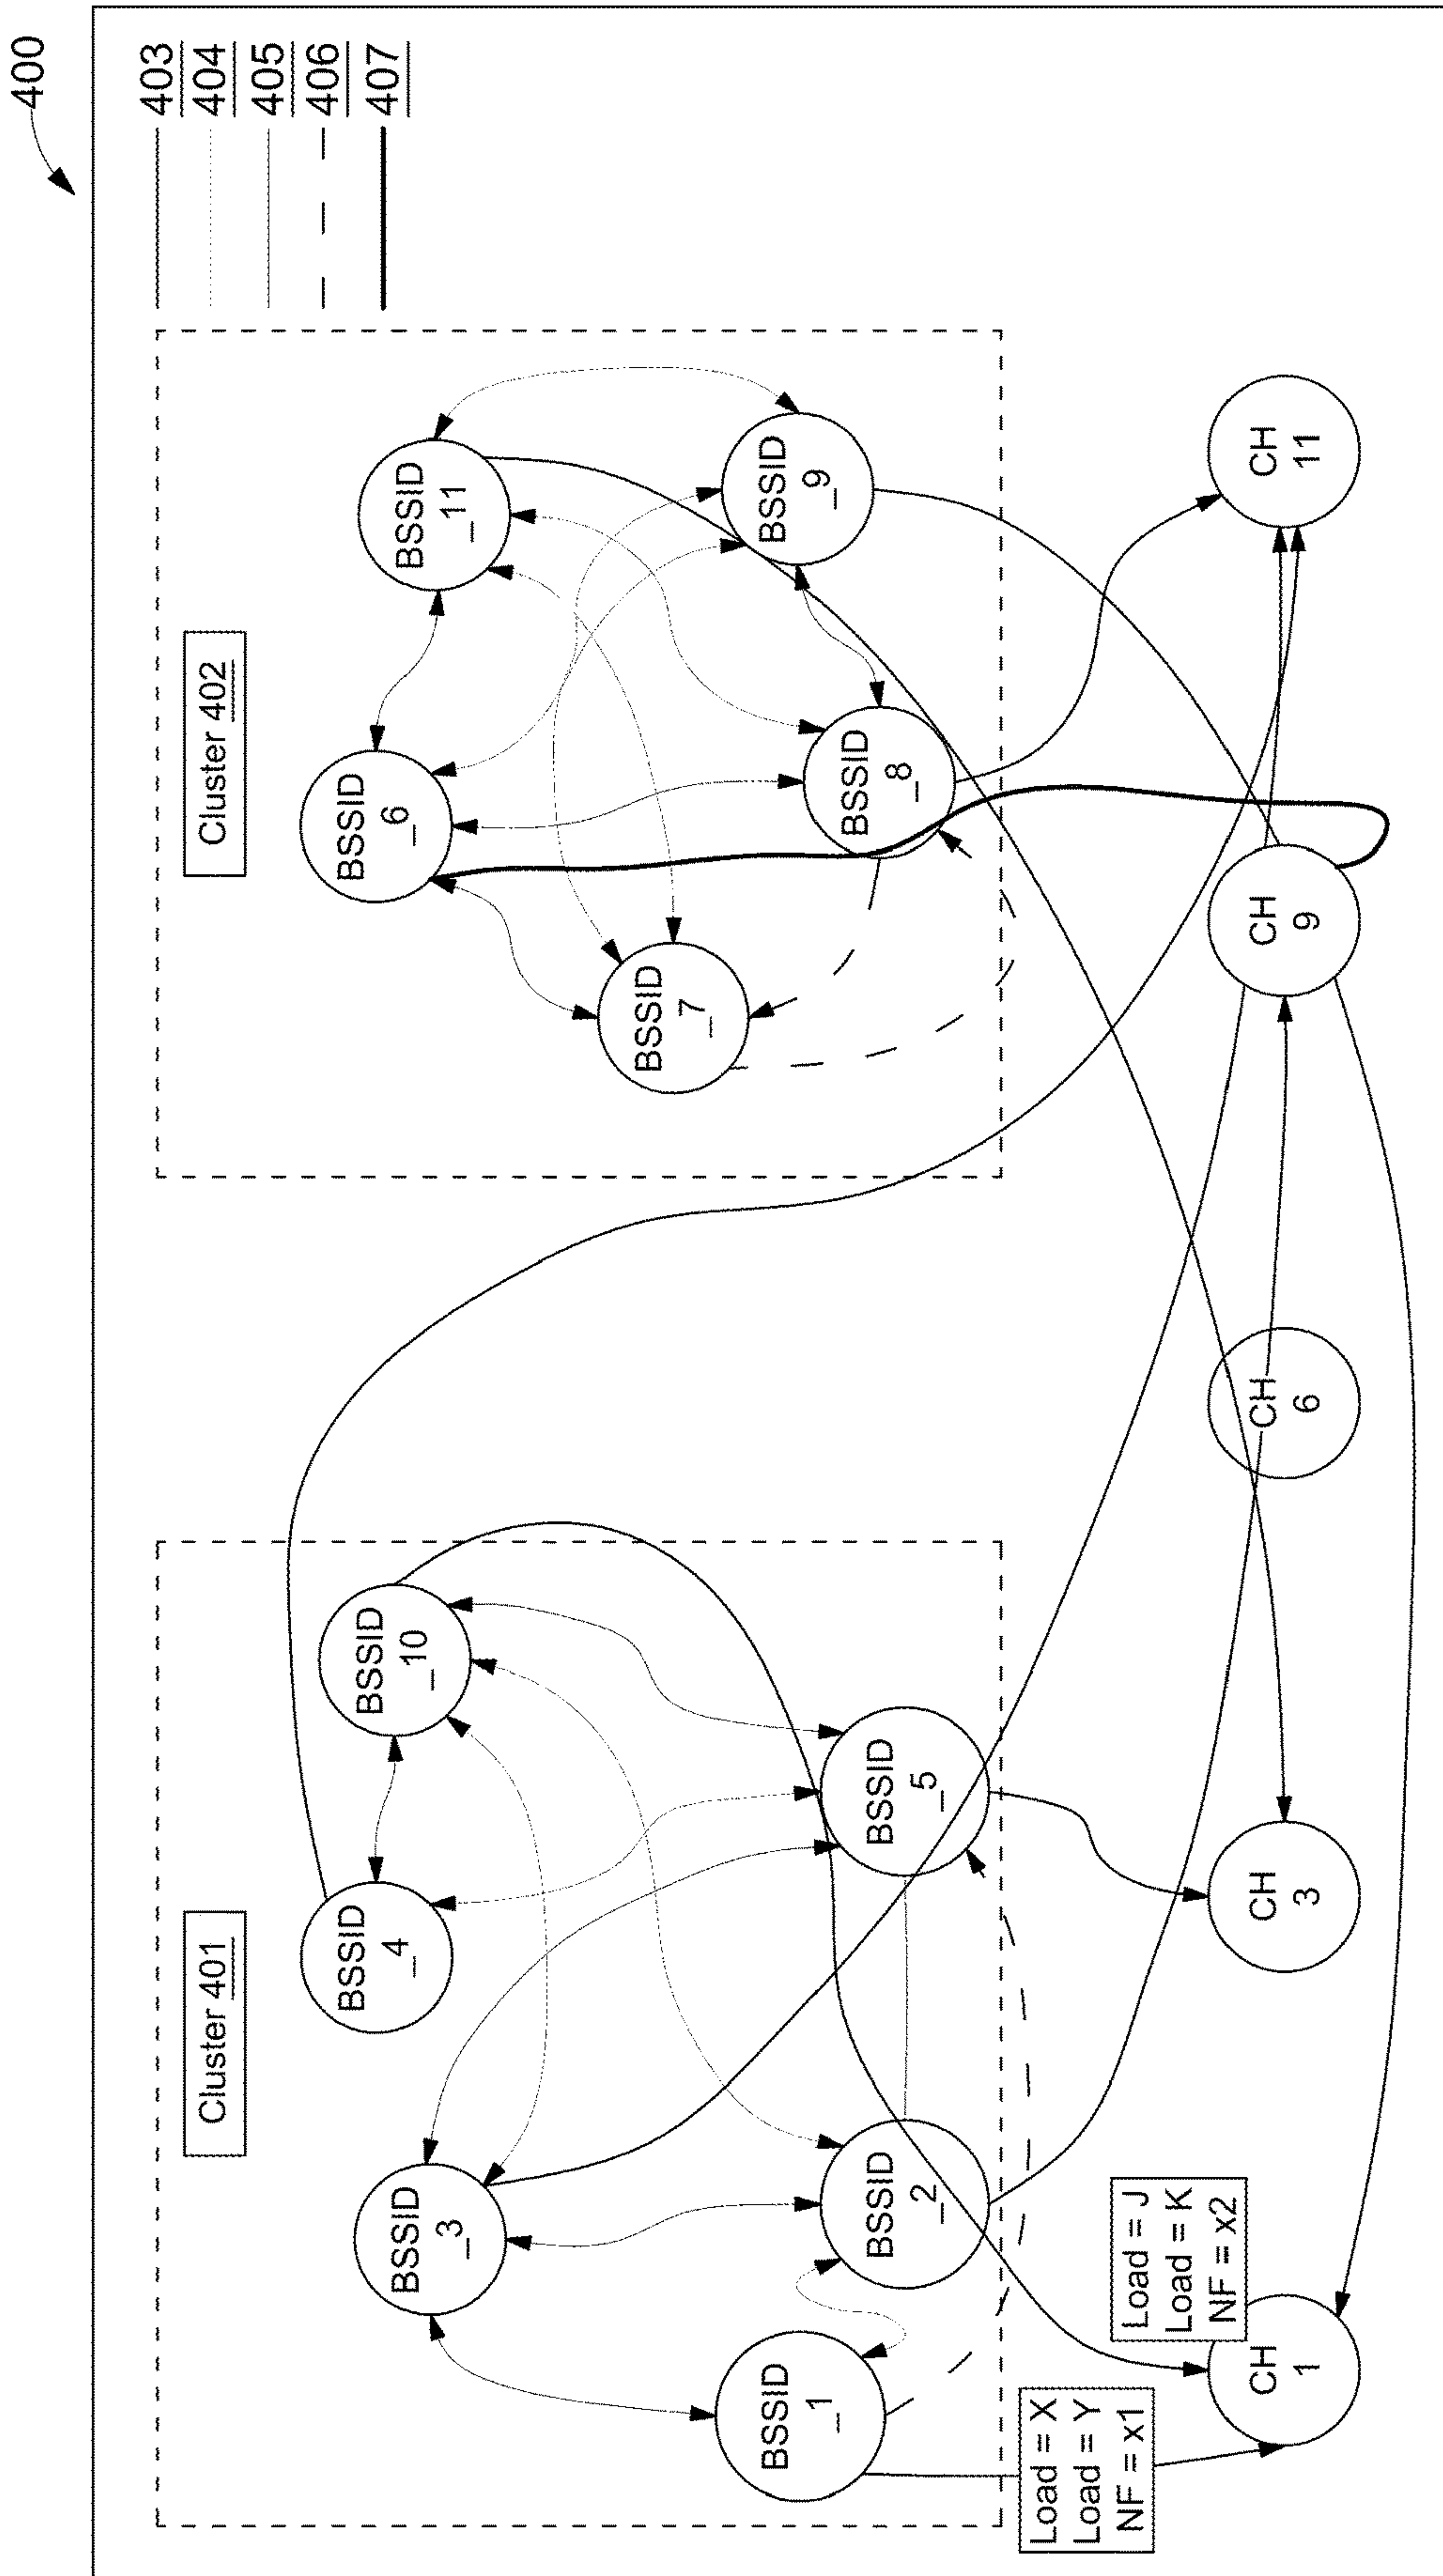 400
403
404
405
406
407
Cluster 401
Cluster 402
BSSID
_4
BSSID
_10
BSSID
_6
BSSID
_11
BSSID
_3
BSSID
_7
BSSID
_9
BSSID
_1
BSSID
_2
BSSID
_5
BSSID
_8
Load = X
Load = Y
NF = x1
Load = J
Load = K
NF = x2
CH
1
CH
3
CH
6
CH
9
CH
11